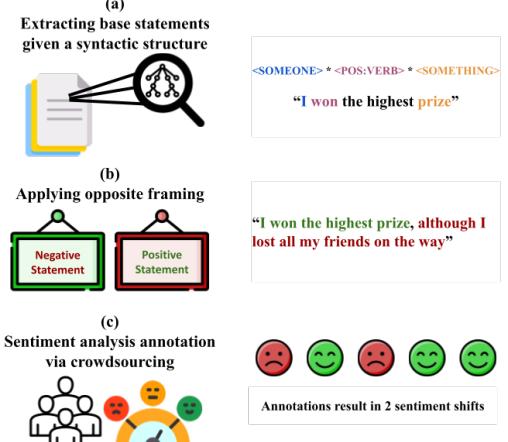 (a)
Extracting base statements
given a syntactic structure
<SOMEONE> * <POS:VERB> * <SOMETHING>
“I won the highest prize”
(b)
Applying opposite framing
Negative
Statement
Positive
Statement
“I won the highest prize, although I
lost all my friends on the way”
(c)
Sentiment analysis annotation
via crowdsourcing
Annotations result in 2 sentiment shifts